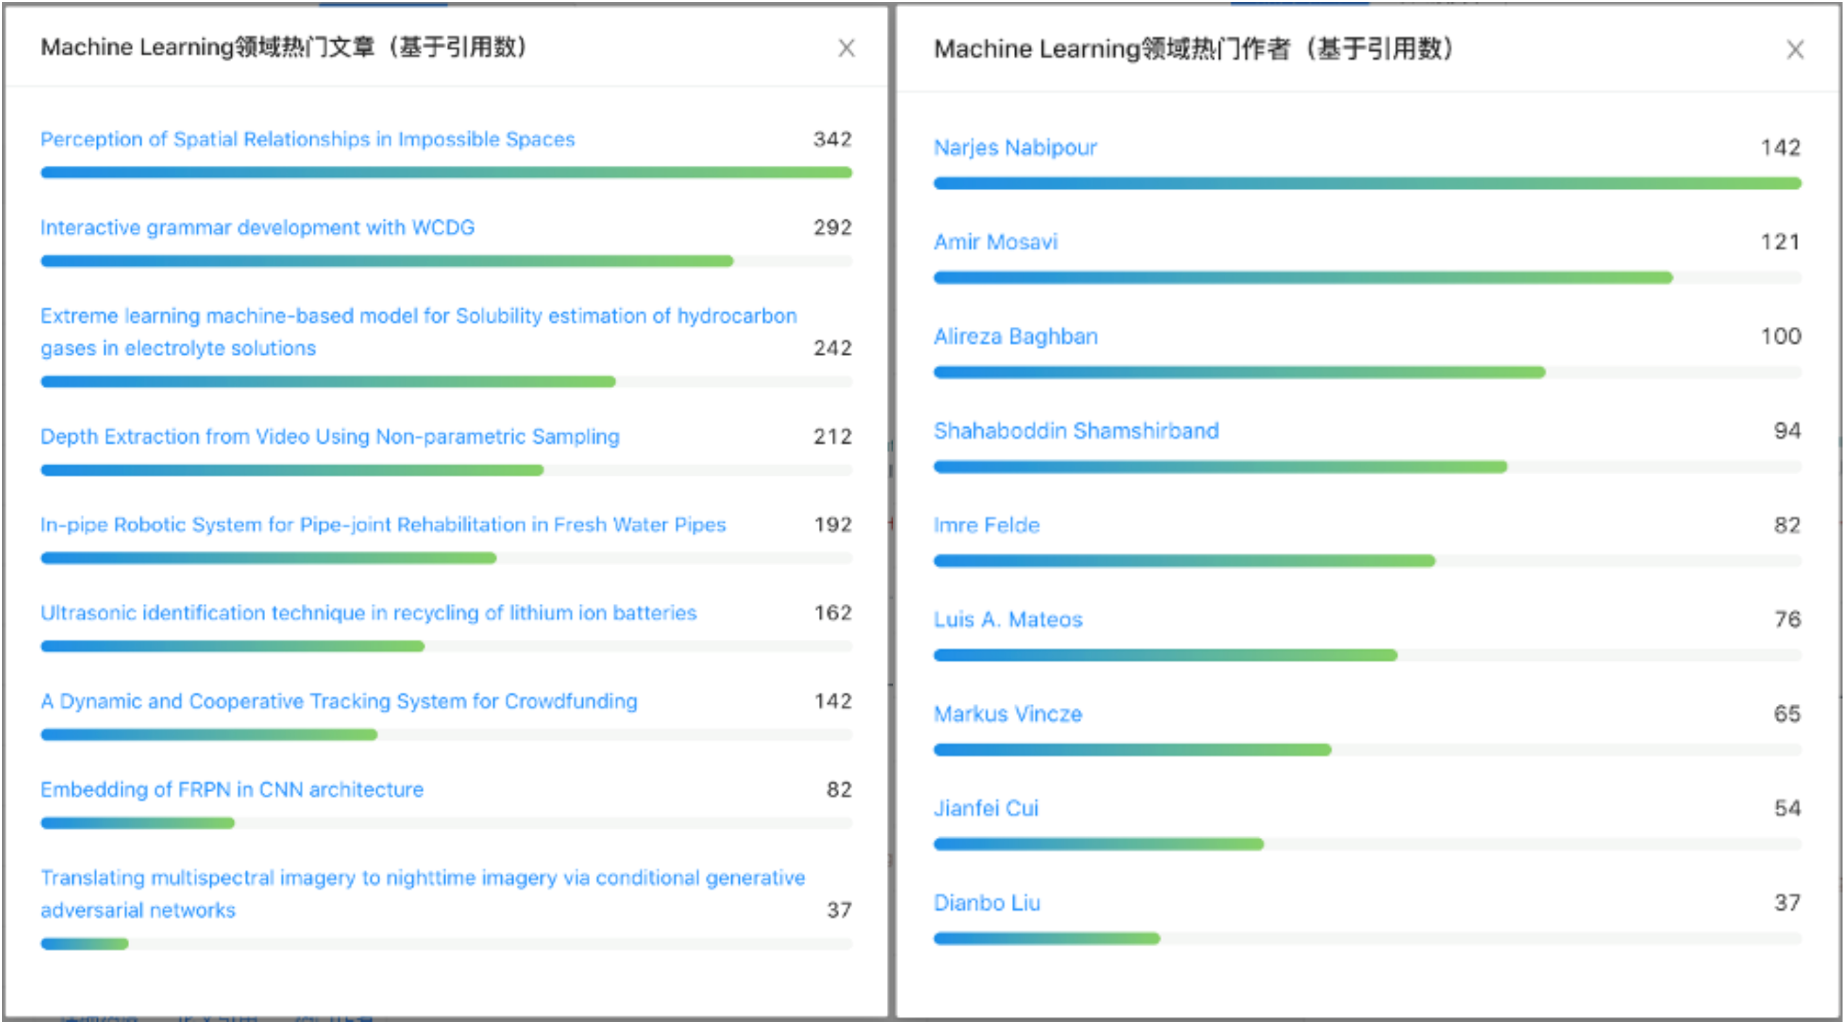 Machine Learning领域热门文章（基于引用数）
Perception of Spatial Relationships in Impossible Spaces 342
Interactive grammar development with WCDG 292
Extreme learning machine-based model for Solubility estimation of hydrocarbon
gases in electrolyte solutions 242
Depth Extraction from Video Using Non-parametric Sampling 212
In-pipe Robotic System for Pipe-joint Rehabilitation in Fresh Water Pipes 192
Ultrasonic identification technique in recycling of lithium ion batteries 162
A Dynamic and Cooperative Tracking System for Crowdfunding 142
Embedding of FRPN in CNN architecture 82
Translating multispectral imagery to nighttime imagery via conditional generative
adversarial networks 37
Machine Learning领域热门作者（基于引用数）
Narjes Nabipour 142
Amir Mosavi 121
Alireza Baghban 100
Shahaboddin Shamshirband 94
Imre Felde 82
Luis A. Mateos 76
Markus Vincze 65
Jianfei Cui 54
Dianbo Liu 37